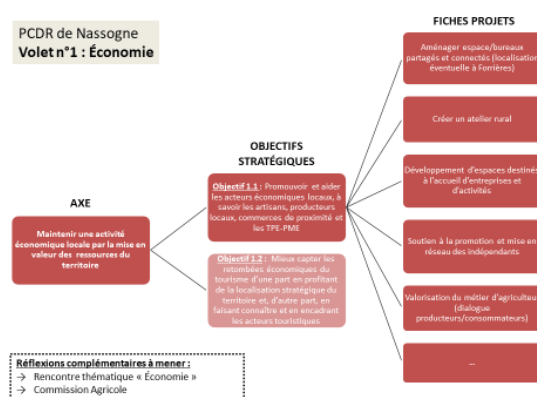 PCDR de Nassogne
Volet n°1 : Économie
FICHES PROJETS
Aménager espace/bureaux
partagés et connectés (localisation
éventuelle à Forrières)
Créer un atelier rural
Développement d'espaces destinés
à l'accueil d'entreprises et
d'activités
Soutien à la promotion et mise en
réseau des indépendants
Valorisation du métier d'agriculteu
(dialogue
producteurs/consommateurs)
...
OBJECTIFS
STRATÉGIQUES
Objectif 1.1 : Promouvoir et aider
les acteurs économiques locaux, à
savoir les artisans, producteurs
locaux, commerces de proximité et
les TPE-PME
Objectif 1.2 : Mieux capter les
retombées économiques du
tourisme d'une part en profitant
de la localisation stratégique du
territoire et, d'autre part, en
faisant connaître et en encadrant
les acteurs touristiques
AXE
Maintenir une activité
économique locale par la mise en
valeur des ressources du
territoire
Réflexions complémentaires à mener :
→ Rencontre thématique « Économie »
→ Commission Agricole